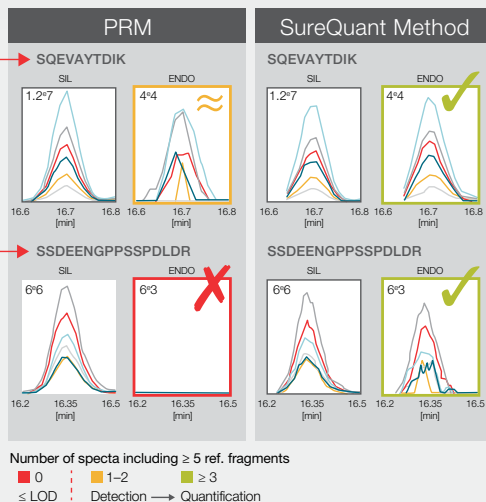 PRM
SureQuant Method
SQEVAYTDIK
SQEVAYTDIK
SIL
ENDO
SIL
ENDO
1.2e7
4e4
1.2e7
4e4
16.6 16.7 16.8
16.6 16.7 16.8
16.6 16.7 16.8
16.6 16.7 16.8
[min]
[min]
[min]
[min]
SSDEENGPPSSPDLDR
SSDEENGPPSSPDLDR
SIL
ENDO
SIL
ENDO
6e6
6e3
6e6
6e3
16.2 16.35 16.5
16.2 16.35 16.5
16.2 16.35 16.5
16.2 16.35 16.5
[min]
[min]
[min]
[min]
Number of specta including ≥ 5 ref. fragments
0
1–2
≥ 3
≤ LOD
Detection → Quantification